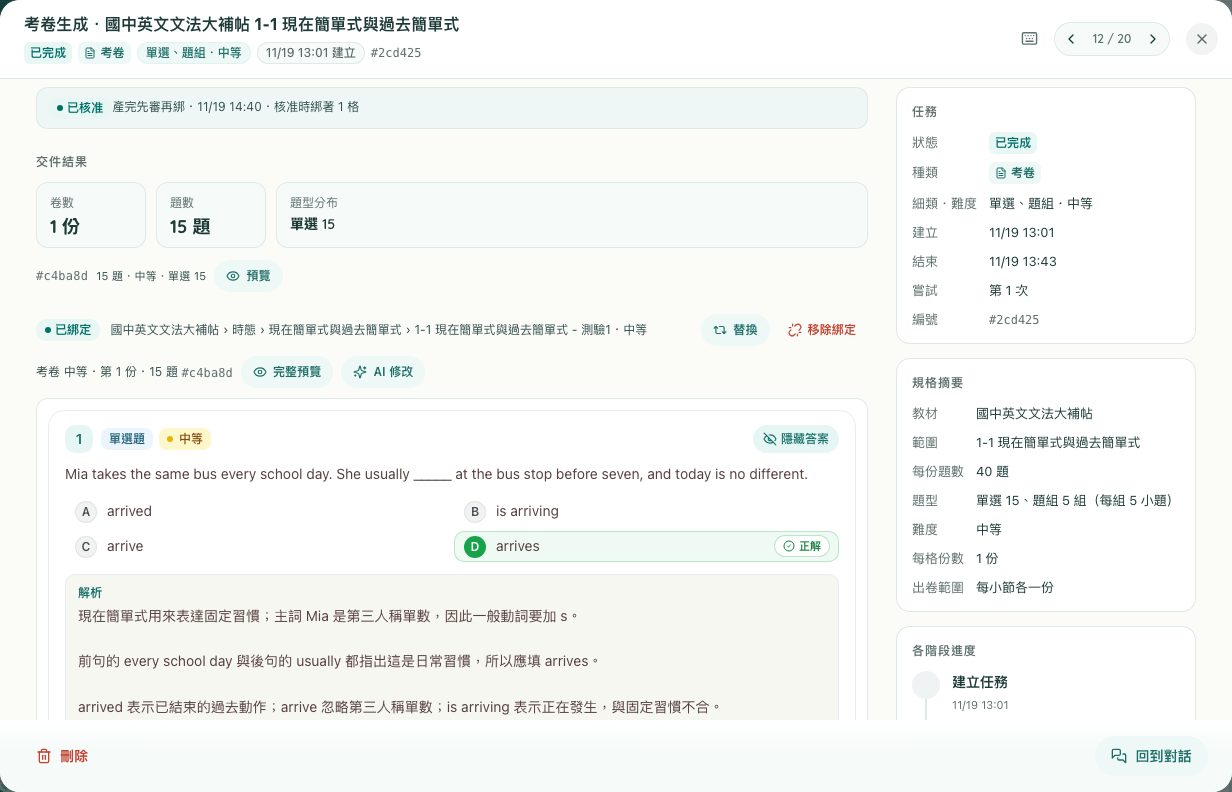 考卷生成 · 國中英文文法大補帖 1-1 現在簡單式與過去簡單式
已完成 考卷 單選、題組 · 中等 11/19 13:01 建立 #2cd425
12 / 20
已核准 產完先審再綁 · 11/19 14:40 · 核准時綁著 1 格
交件結果
卷數
1 份
題數
15 題
題型分布
單選 15
#c4ba8d 15 題 · 中等 · 單選 15 預覽
已綁定 國中英文文法大補帖 › 時態 › 現在簡單式與過去簡單式 › 1-1 現在簡單式與過去簡單式 - 測驗1 · 中等 替換 移除綁定
考卷 中等 · 第 1 份 · 15 題 #c4ba8d 完整預覽 AI 修改
1 單選題 中等 隱藏答案
Mia takes the same bus every school day. She usually ______ at the bus stop before seven, and today is no different.
A arrived
B is arriving
C arrive
D arrives 正解
解析
現在簡單式用來表達固定習慣；主詞 Mia 是第三人稱單數，因此一般動詞要加 s。
前句的 every school day 與後句的 usually 都指出這是日常習慣，所以應填 arrives。
arrived 表示已結束的過去動作；arrive 忽略第三人稱單數；is arriving 表示正在發生，與固定習慣不合。
任務
狀態 已完成
種類 考卷
細類 · 難度 單選、題組 · 中等
建立 11/19 13:01
結束 11/19 13:43
嘗試 第 1 次
編號 #2cd425
規格摘要
教材 國中英文文法大補帖
範圍 1-1 現在簡單式與過去簡單式
每份題數 40 題
題型 單選 15、題組 5 組（每組 5 小題）
難度 中等
每格份數 1 份
出卷範圍 每小節各一份
各階段進度
建立任務
11/19 13:01
刪除
回到對話